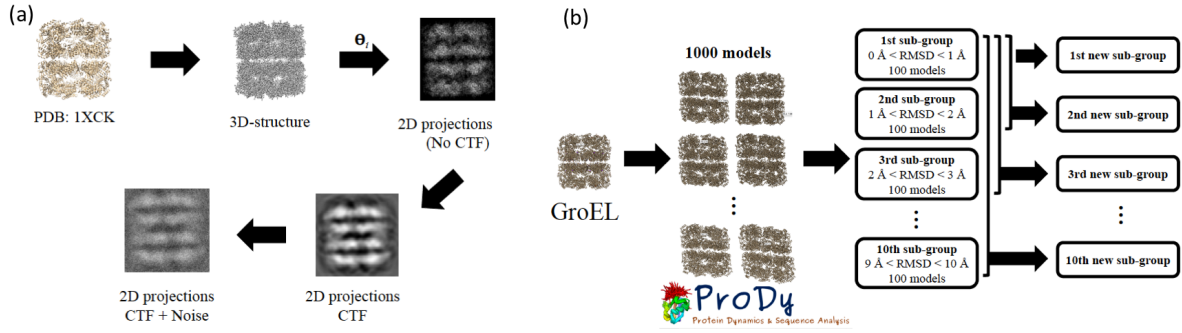 (a)
Θ₁
PDB: 1XCK
3D-structure
2D projections
(No CTF)
2D projections
CTF + Noise
2D projections
CTF
(b)
1000 models
GroEL
ProDy
Protein Dynamics & Sequence Analysis
1st sub-group
0 Å < RMSD < 1 Å
100 models
2nd sub-group
1 Å < RMSD < 2 Å
100 models
3rd sub-group
2 Å < RMSD < 3 Å
100 models
10th sub-group
9 Å < RMSD < 10 Å
100 models
1st new sub-group
2nd new sub-group
3rd new sub-group
10th new sub-group